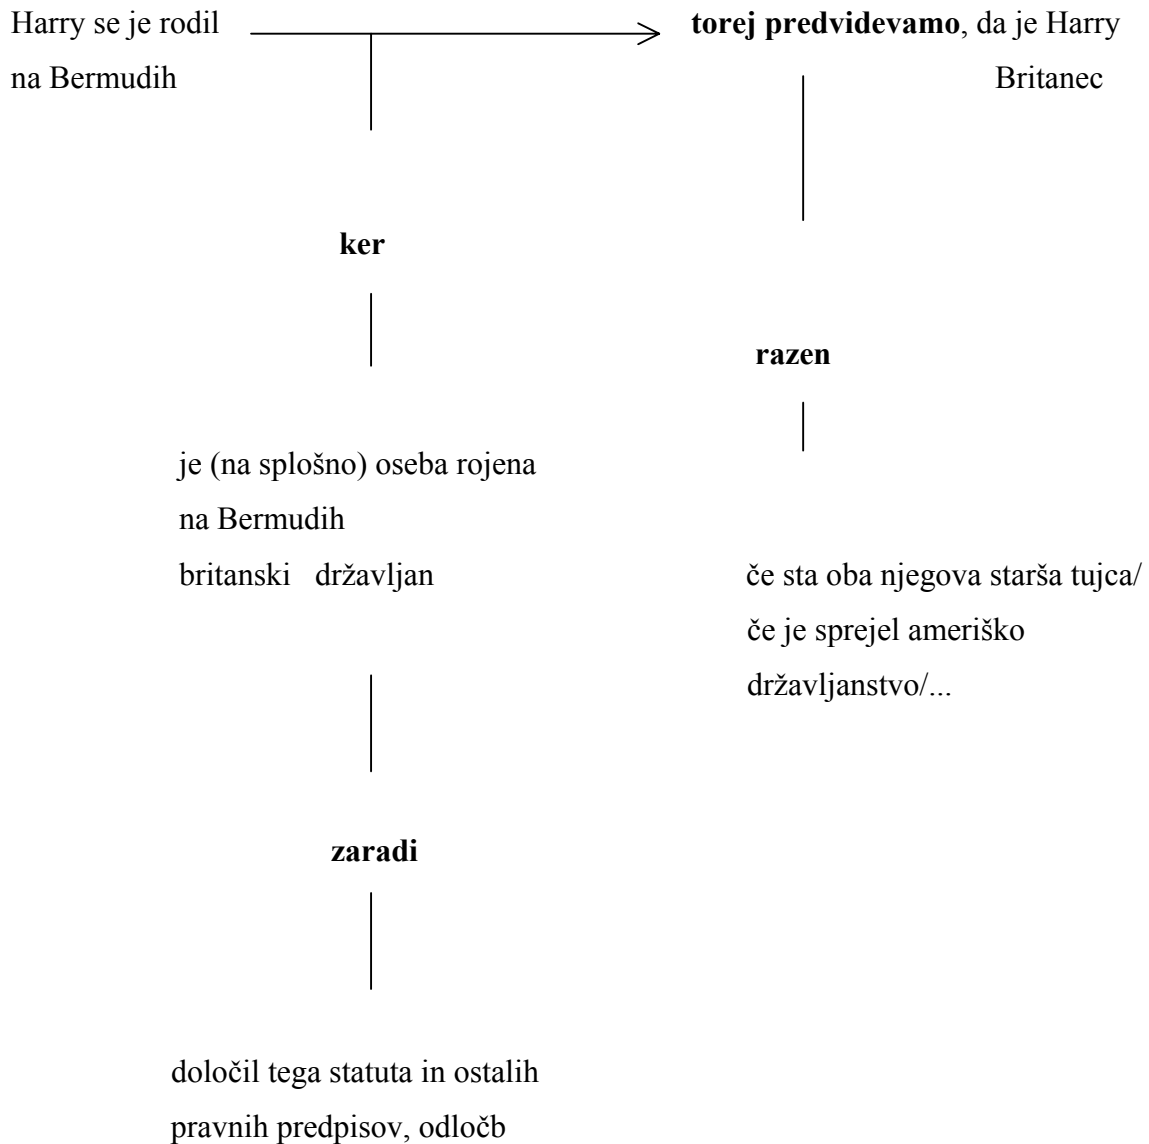 Harry se je rodil
na Bermudih
torej predvidevamo, da je Harry
Britanec
ker
razen
je (na splošno) oseba rojena
na Bermudih
britanski državljan
če sta oba njegova starša tujca/
če je sprejel ameriško
državljanstvo/...
zaradi
določil tega statuta in ostalih
pravnih predpisov, odločb